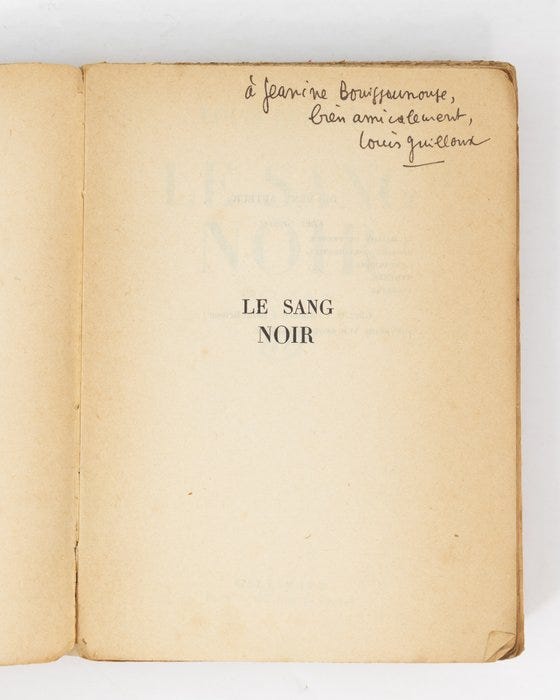 à Jeanine Bouissounouse,
bien amicalement,
Louis Guilloux
LE SANG
NOIR